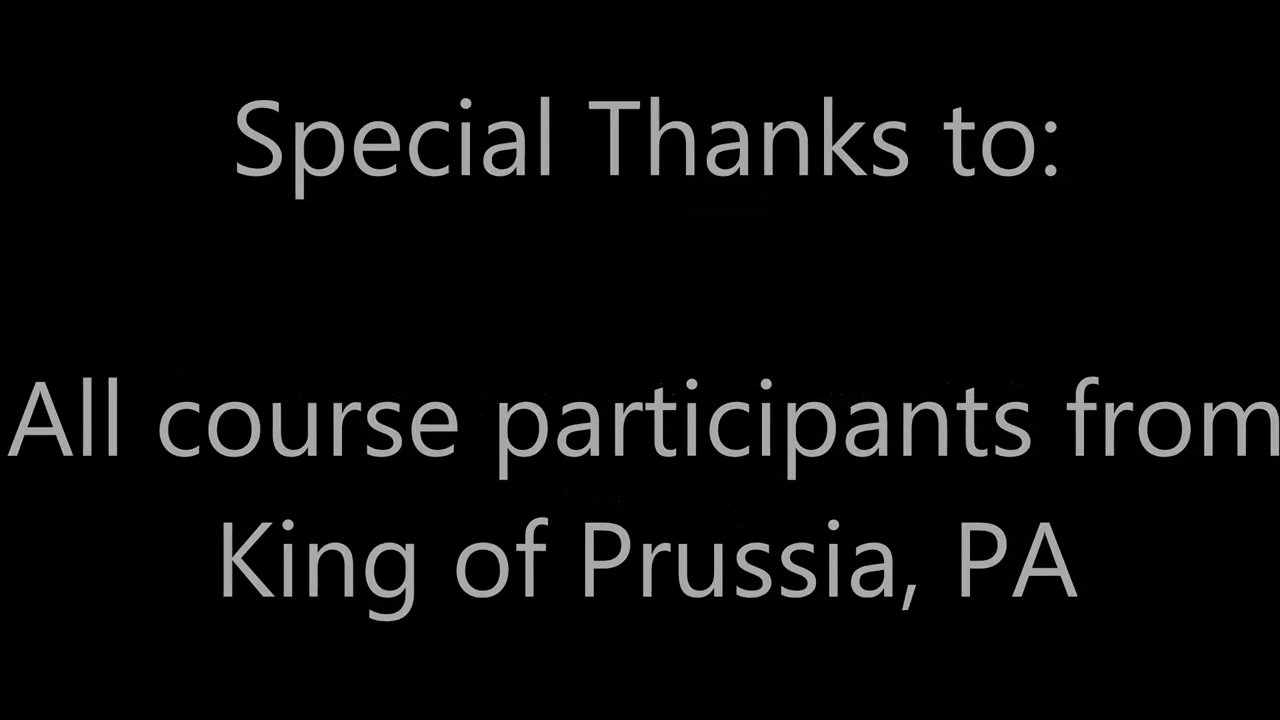 Special Thanks to:
All course participants from
King of Prussia, PA